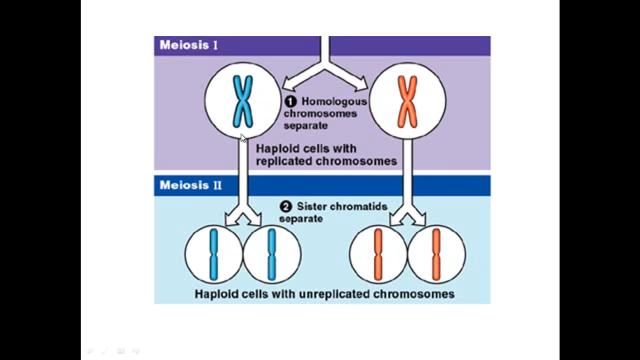 Meiosis I
1 Homologous
chromosomes
separate
Haploid cells with
replicated chromosomes
Meiosis II
2 Sister chromatids
separate
Haploid cells with unreplicated chromosomes